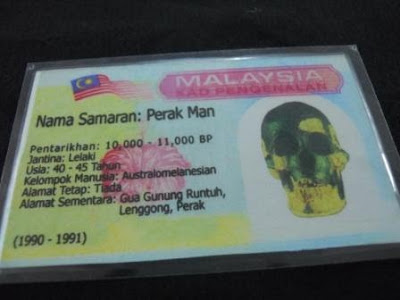 MALAYSIA
KAD PENGENALAN
Nama Samaran: Perak Man
Pentarikhan: 10,000 - 11,000 BP
Jantina: Lelaki
Usia: 40 - 45 Tahun
Kelompok Manusia: Australomelanesian
Alamat Tetap: Tiada
Alamat Sementara: Gua Gunung Runtuh,
Lenggong, Perak
(1990 - 1991)